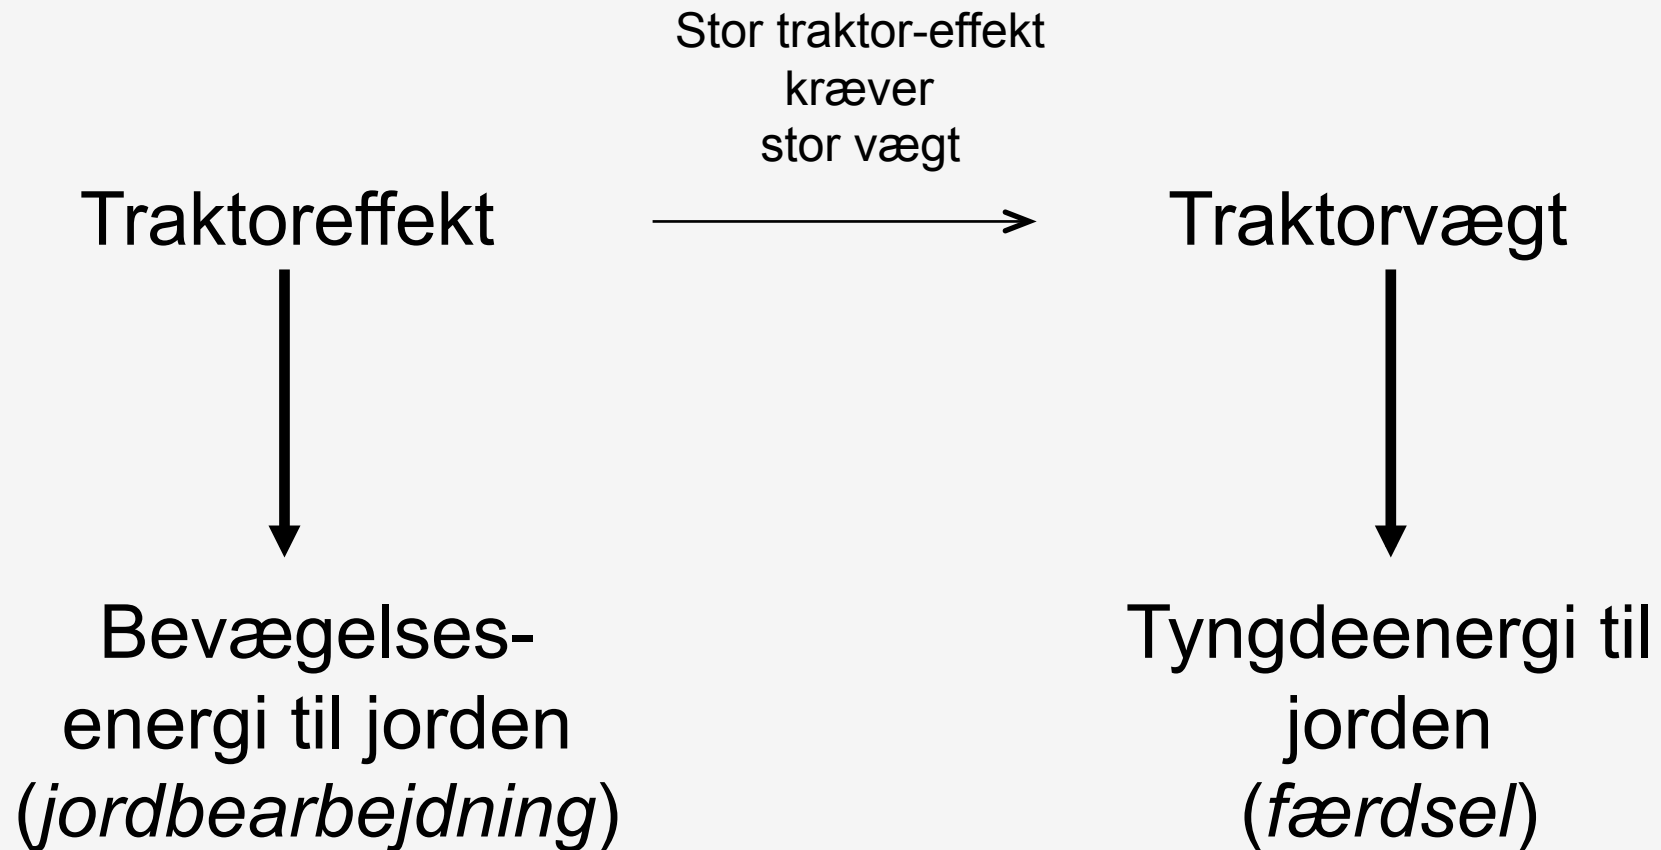 Stor traktor-effekt
kræver
stor vægt
Traktoreffekt
Traktorvægt
Bevægelses-
energi til jorden
(jordbearbejdning)
Tyngdeenergi til
jorden
(færdsel)